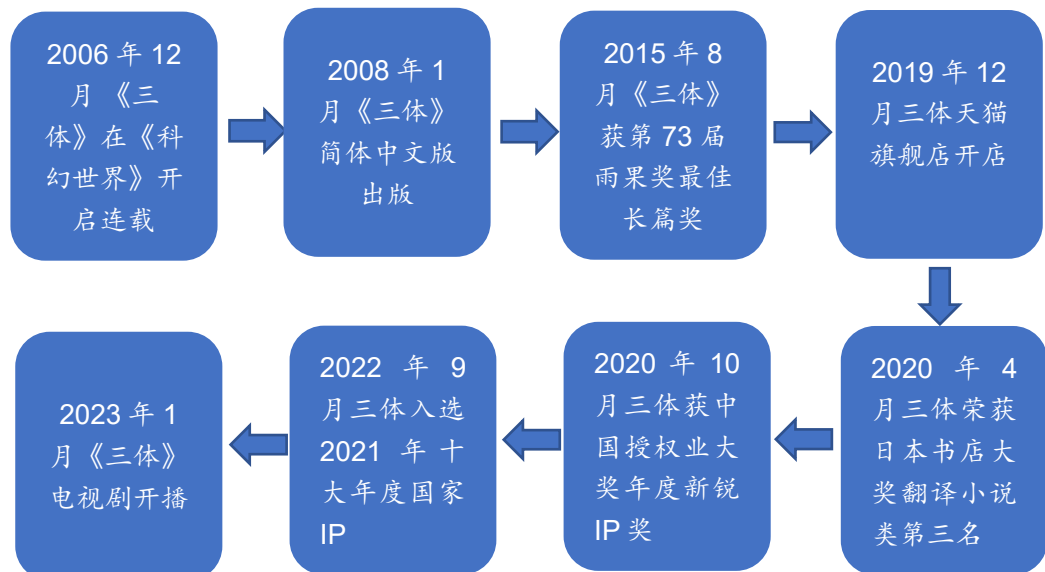 2006 年 12
月 《三
体》在《科
幻世界》开
启连载
2008 年 1
月《三体》
简体中文版
出版
2015 年 8
月《三体》
获第 73 届
雨果奖最佳
长篇奖
2019 年 12
月三体天猫
旗舰店开店
2020 年 4
月三体荣获
日本书店大
奖翻译小说
类第三名
2020 年 10
月三体获中
国授权业大
奖年度新锐
IP 奖
2022 年 9
月三体入选
2021 年十
大年度国家
IP
2023 年 1
月《三体》
电视剧开播